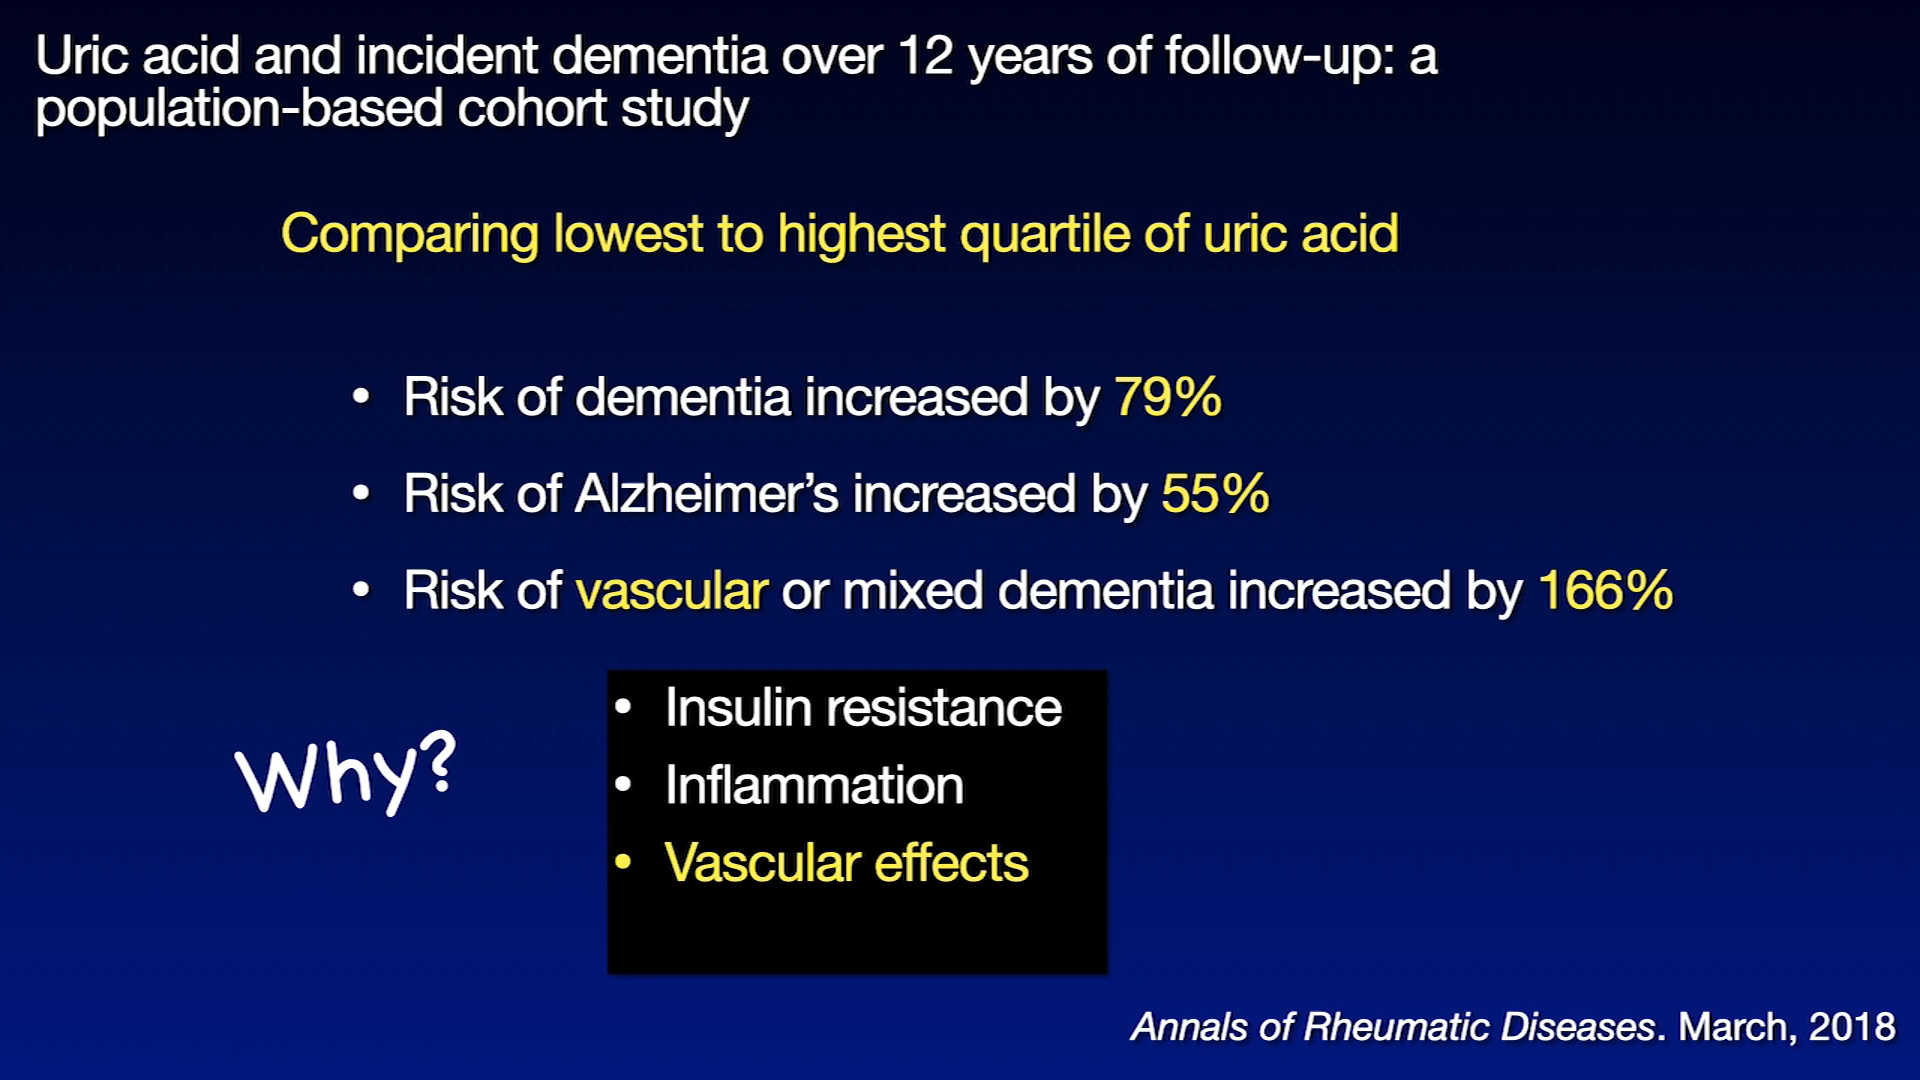 Uric acid and incident dementia over 12 years of follow-up: a
population-based cohort study
Comparing lowest to highest quartile of uric acid
• Risk of dementia increased by 79%
• Risk of Alzheimer’s increased by 55%
• Risk of vascular or mixed dementia increased by 166%
Why?
• Insulin resistance
• Inflammation
• Vascular effects
Annals of Rheumatic Diseases. March, 2018